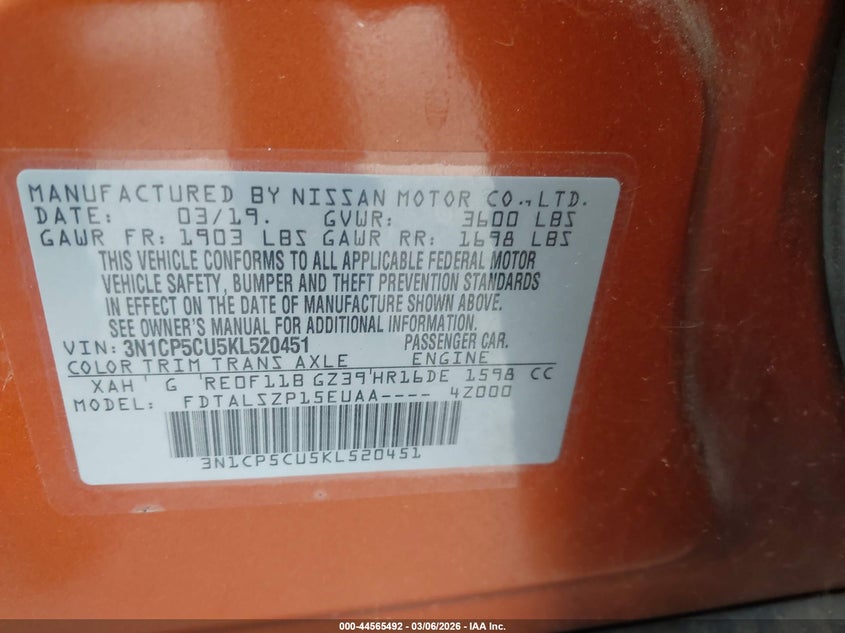 MANUFACTURED BY NISSAN MOTOR CO., LTD.
DATE: 03/19. GVWR: 3600 LBS
GAWR FR: 1903 LBS GAWR RR: 1698 LBS
THIS VEHICLE CONFORMS TO ALL APPLICABLE FEDERAL MOTOR
VEHICLE SAFETY, BUMPER AND THEFT PREVENTION STANDARDS
IN EFFECT ON THE DATE OF MANUFACTURE SHOWN ABOVE.
SEE OWNER'S MANUAL FOR ADDITIONAL INFORMATION.
VIN: 3N1CP5CU5KL520451 PASSENGER CAR.
COLOR TRIM TRANS AXLE ENGINE
XAH G RE0F11B GZ39 HR16DE 1598 CC
MODEL: FDTALSZP15EUAA---- 4Z000
3N1CP5CU5KL520451
000-44565492 - 03/06/2026 - IAA Inc.